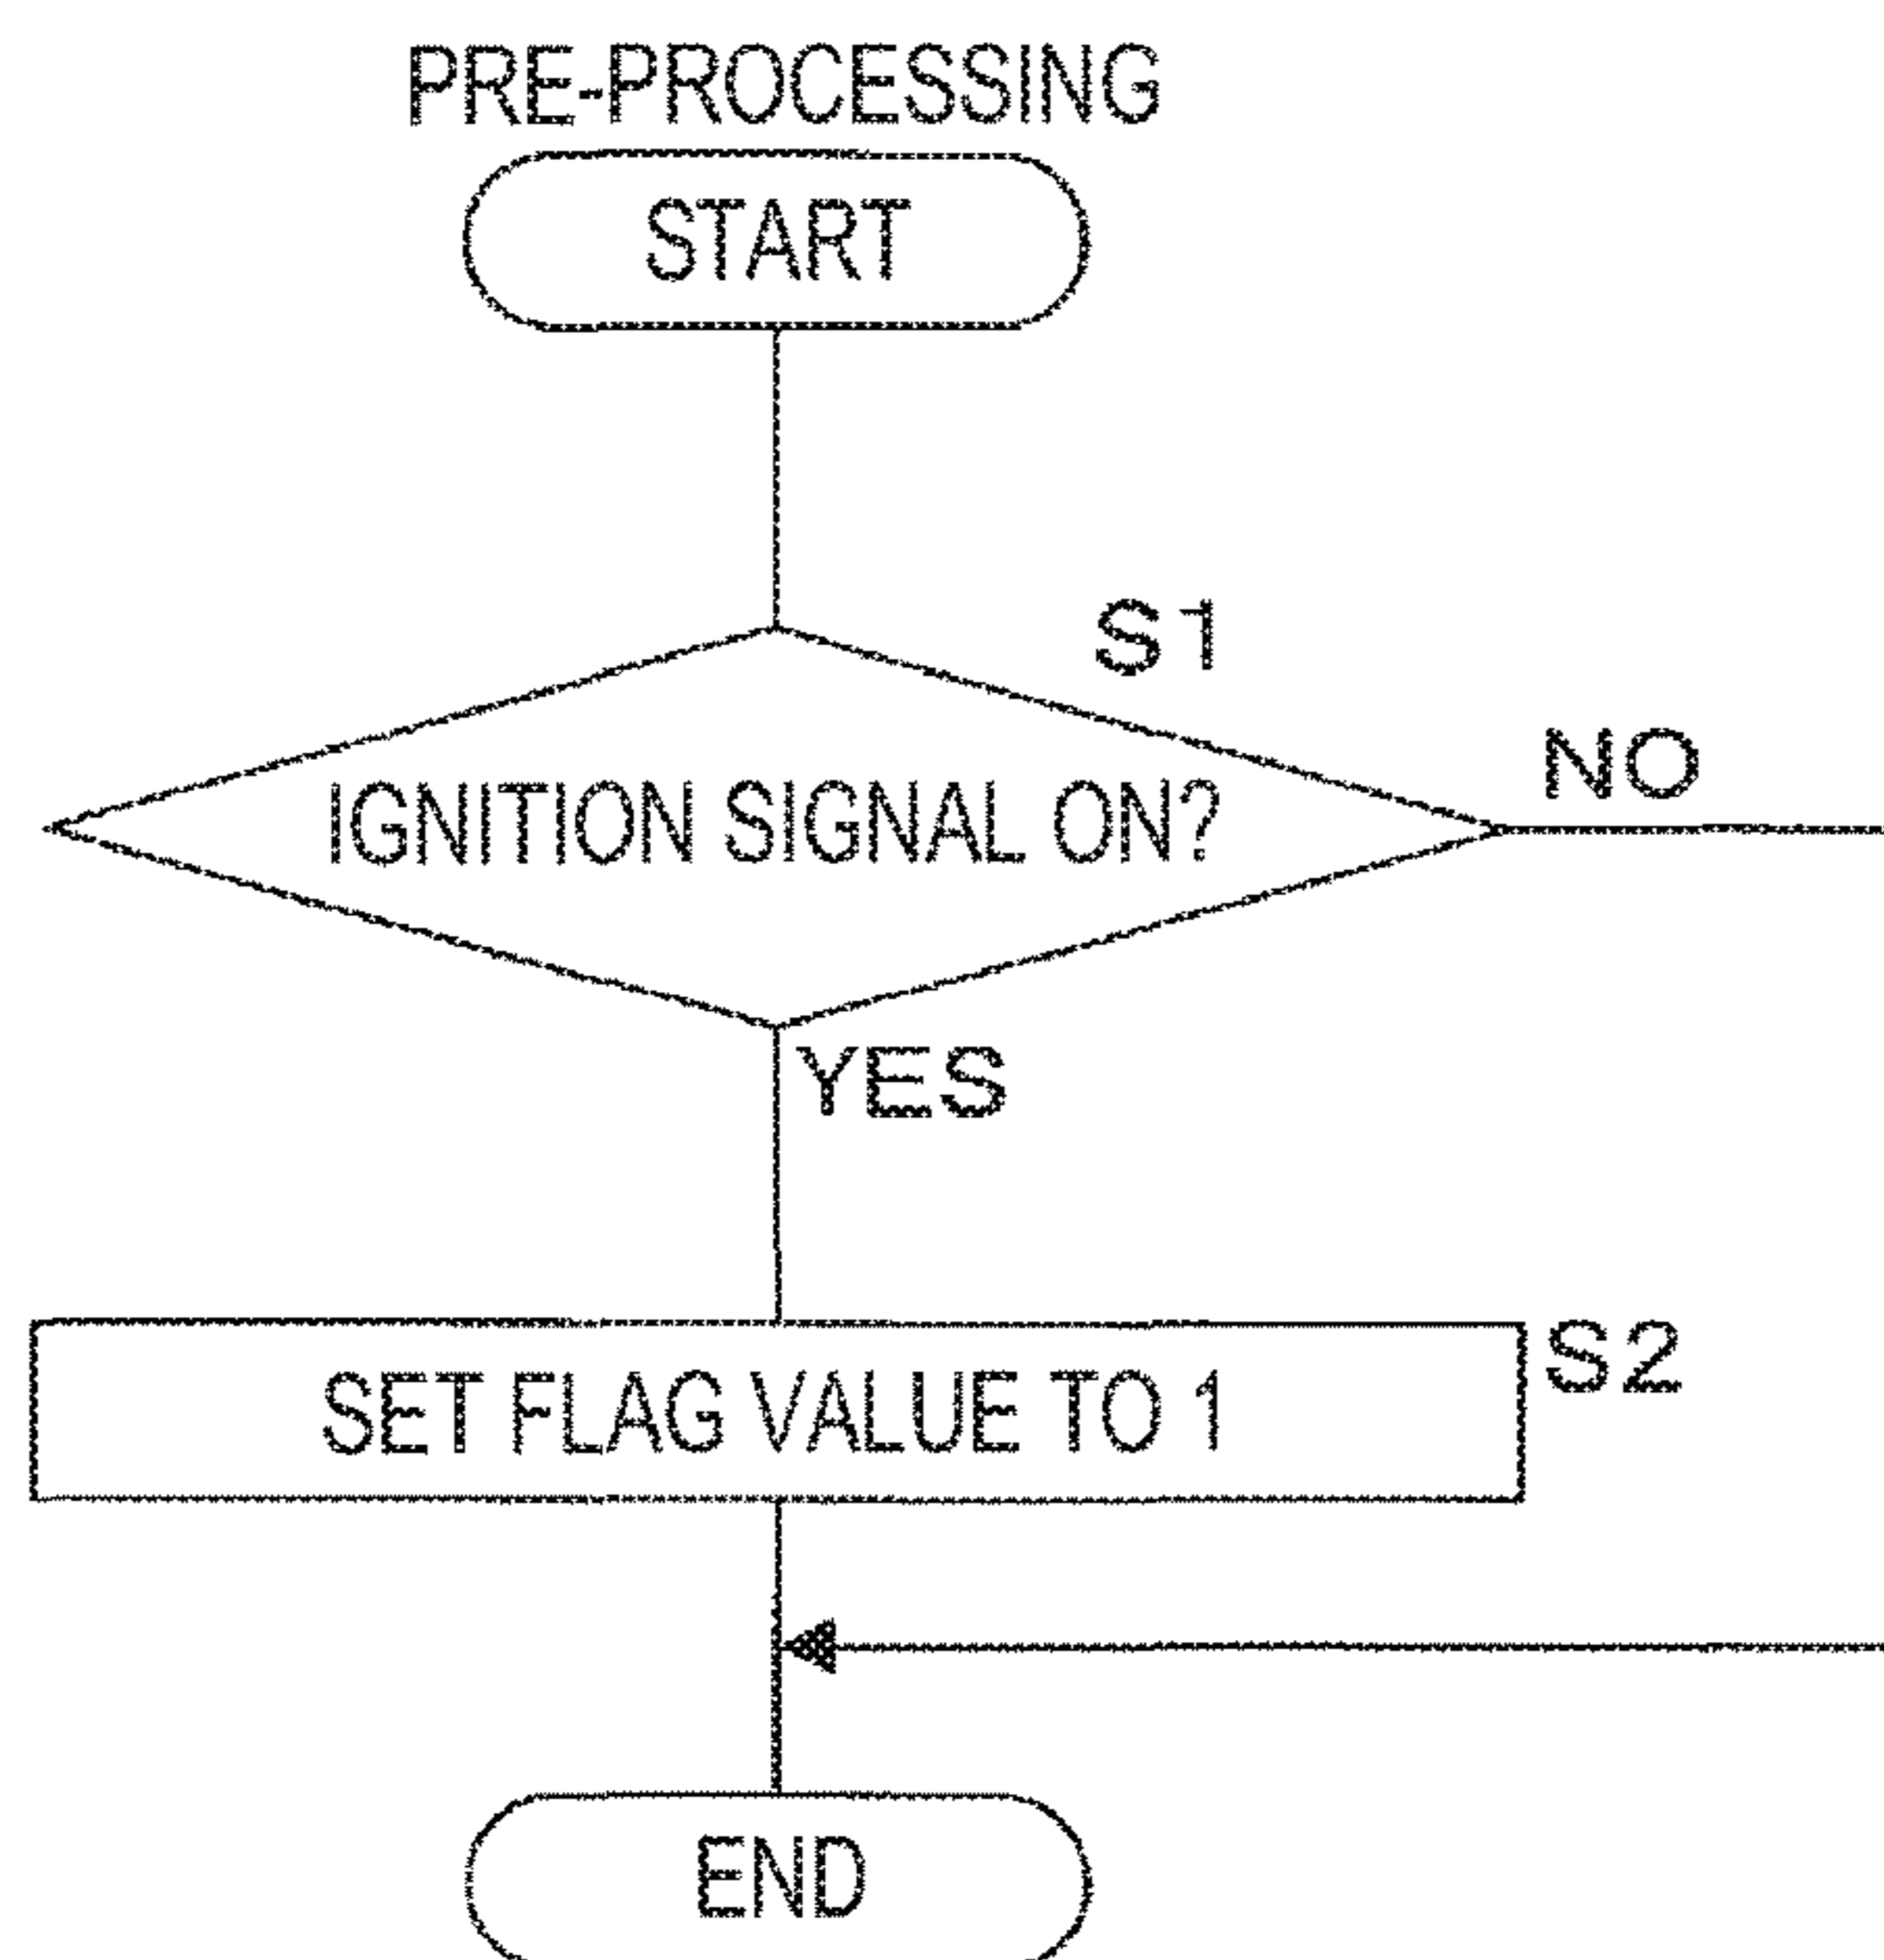 PRE-PROCESSING
START
S1
NO
IGNITION SIGNAL ON?
YES
S2
SET FLAG VALUE TO 1
END